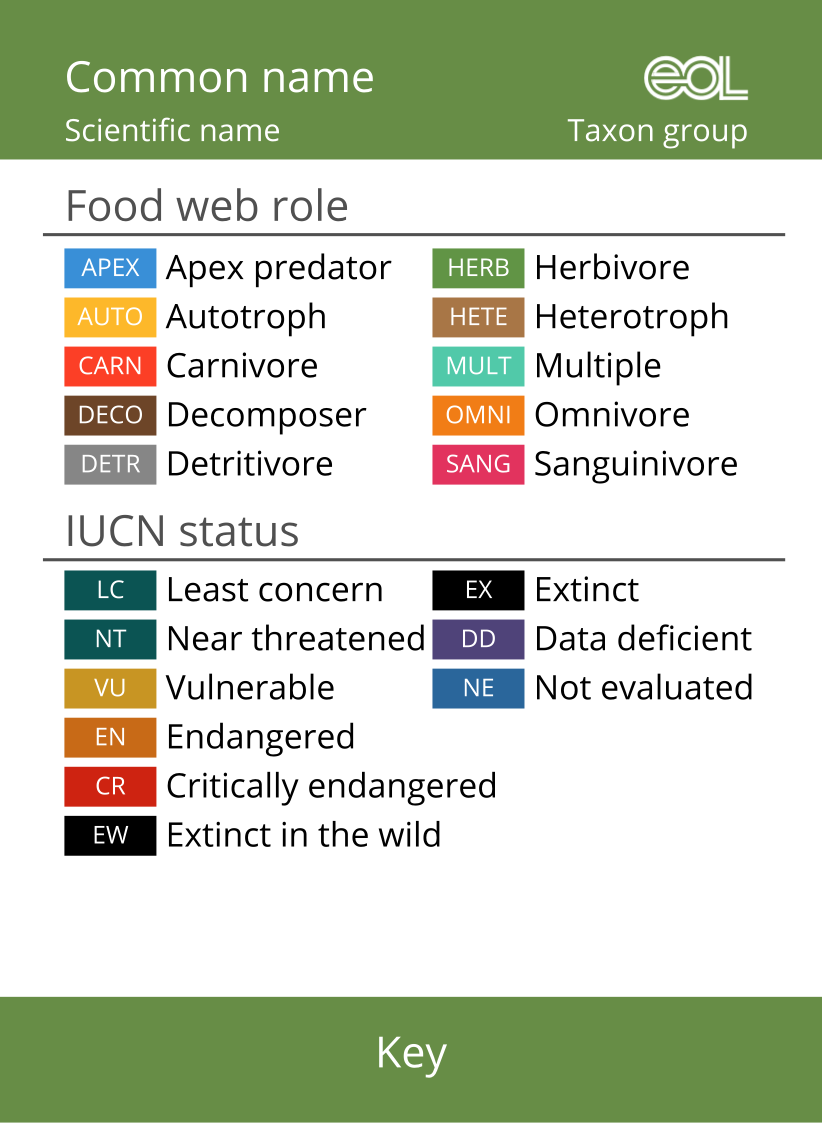 Common name
eOL
Scientific name
Taxon group
Food web role
APEX Apex predator
HERB Herbivore
AUTO Autotroph
HETE Heterotroph
CARN Carnivore
MULT Multiple
DECO Decomposer
OMNI Omnivore
DETR Detritivore
SANG Sanguinivore
IUCN status
LC Least concern
EX Extinct
NT Near threatened
DD Data deficient
VU Vulnerable
NE Not evaluated
EN Endangered
CR Critically endangered
EW Extinct in the wild
Key